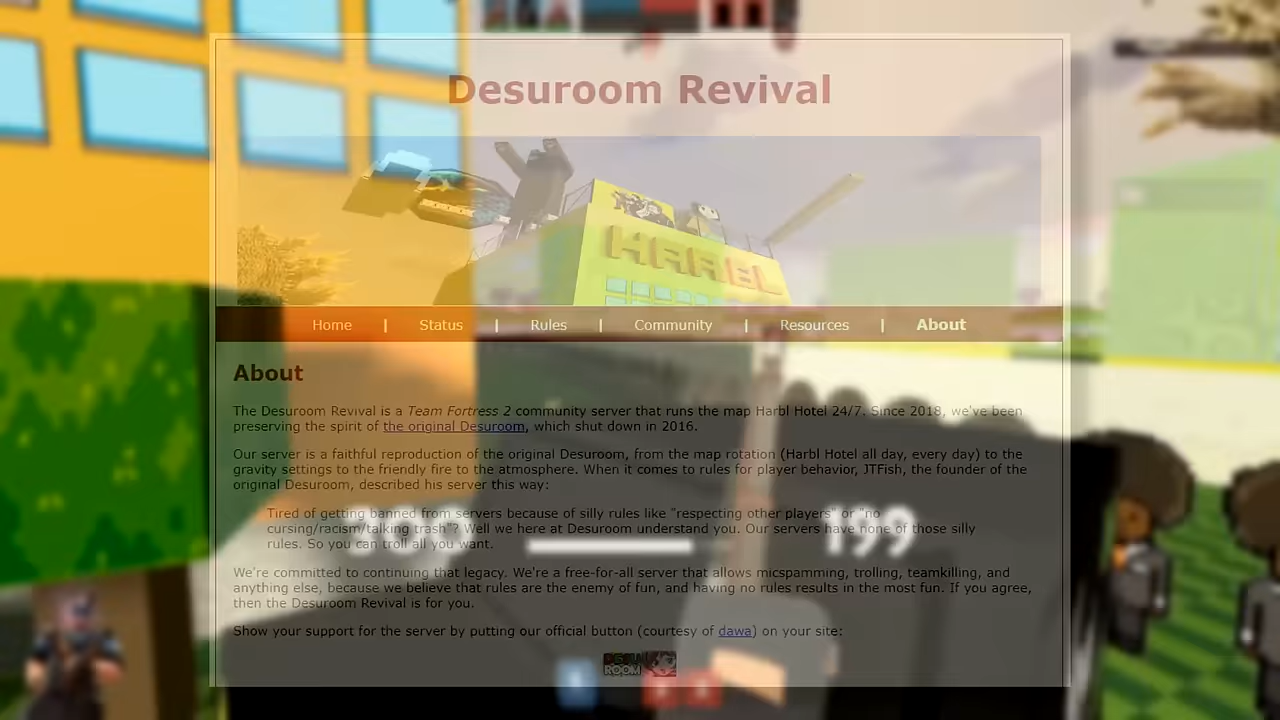 Desuroom Revival
HARBL
Home | Status | Rules | Community | Resources | About
About
The Desuroom Revival is a Team Fortress 2 community server that runs the map Harbl Hotel 24/7. Since 2018, we've been
preserving the spirit of the original Desuroom, which shut down in 2016.
Our server is a faithful reproduction of the original Desuroom, from the map rotation (Harbl Hotel all day, every day) to the
gravity settings to the friendly fire to the atmosphere. When it comes to rules for player behavior, JTFish, the founder of the
original Desuroom, described his server this way:
Tired of getting banned from servers because of silly rules like "respecting other players" or "no
cursing/racism/talking trash"? Well we here at Desuroom understand you. Our servers have none of those silly
rules. So you can troll all you want.
199
We're committed to continuing that legacy. We're a free-for-all server that allows micspamming, trolling, teamkilling, and
anything else, because we believe that rules are the enemy of fun, and having no rules results in the most fun. If you agree,
then the Desuroom Revival is for you.
Show your support for the server by putting our official button (courtesy of dawa) on your site:
DESU
ROOM